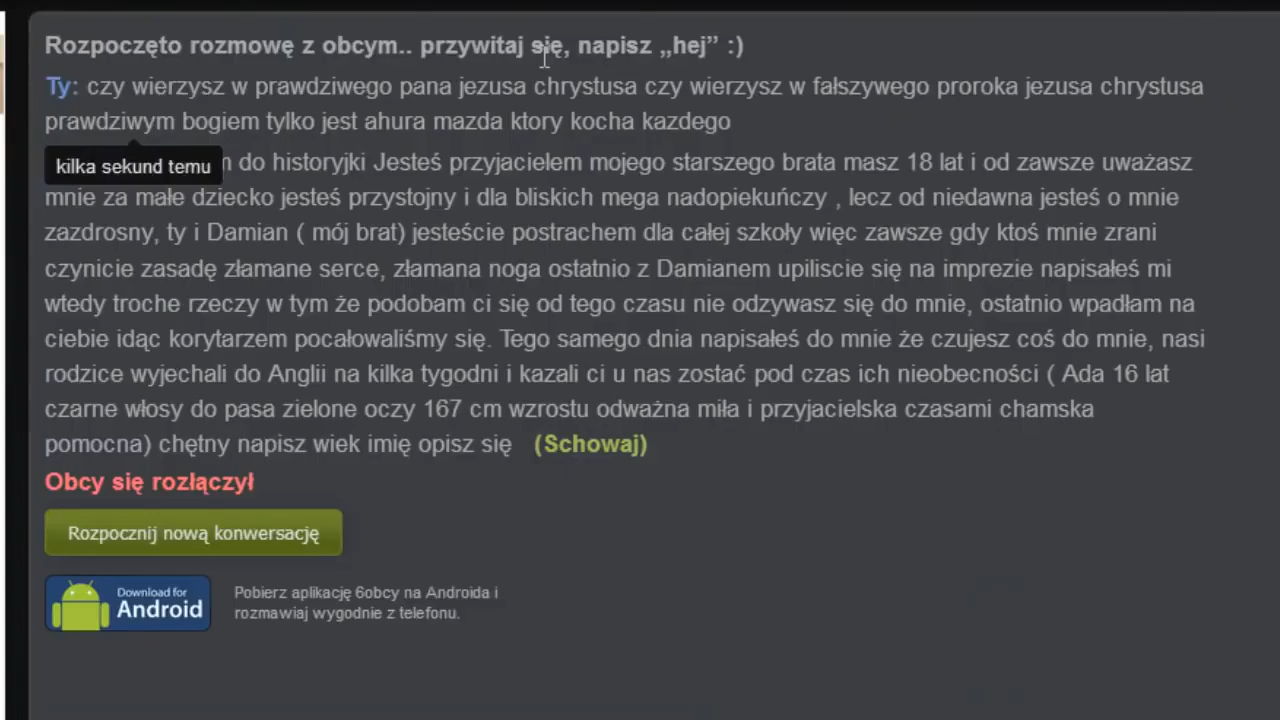 Rozpoczęto rozmowę z obcym.. przywitaj się, napisz „hej” :)
Ty: czy wierzysz w prawdziwego pana jezusa chrystusa czy wierzysz w fałszywego proroka jezusa chrystusa
prawdziwym bogiem tylko jest ahura mazda ktory kocha kazdego
kilka sekund temu
do historyjki Jesteś przyjacielem mojego starszego brata masz 18 lat i od zawsze uważasz
mnie za małe dziecko jesteś przystojny i dla bliskich mega nadopiekuńczy , lecz od niedawna jesteś o mnie
zazdrosny, ty i Damian ( mój brat) jesteście postrachem dla całej szkoły więc zawsze gdy ktoś mnie zrani
czynicie zasadę złamane serce, złamana noga ostatnio z Damianem upiliscie się na imprezie napisałeś mi
wtedy troche rzeczy w tym że podobam ci się od tego czasu nie odzywasz się do mnie, ostatnio wpadłam na
ciebie idąc korytarzem pocałowaliśmy się. Tego samego dnia napisałeś do mnie że czujesz coś do mnie, nasi
rodzice wyjechali do Anglii na kilka tygodni i kazali ci u nas zostać pod czas ich nieobecności ( Ada 16 lat
czarne włosy do pasa zielone oczy 167 cm wzrostu odważna miła i przyjacielska czasami chamska
pomocna) chętny napisz wiek imię opisz się (Schowaj)
Obcy się rozłączył
Rozpocznij nową konwersację
Download for
Android
Pobierz aplikację 6obcy na Androida i
rozmawiaj wygodnie z telefonu.